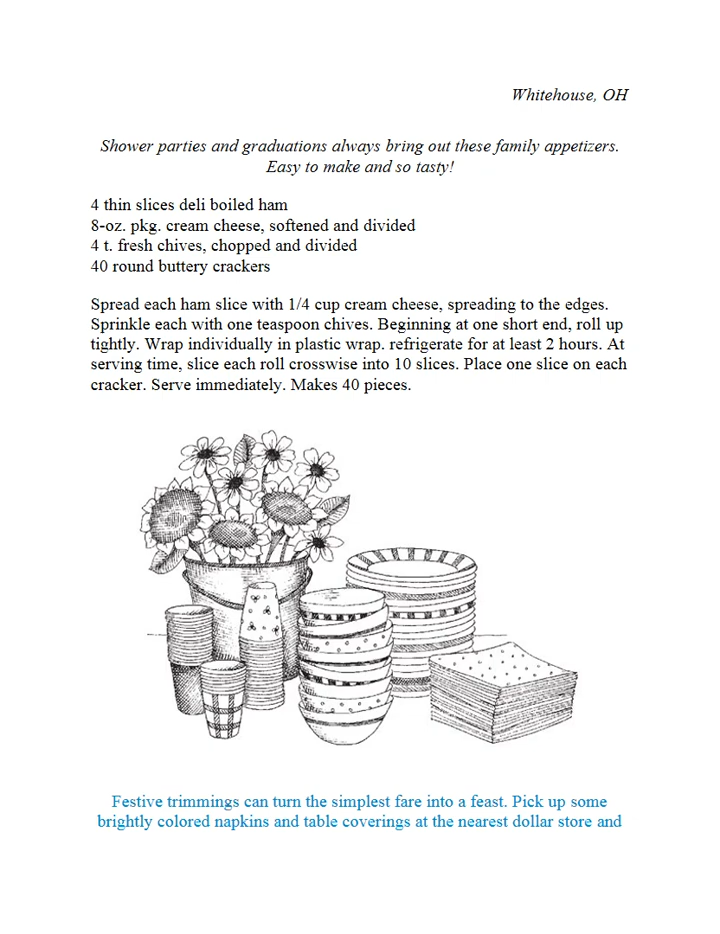 Whitehouse, OH
Shower parties and graduations always bring out these family appetizers.
Easy to make and so tasty!
4 thin slices deli boiled ham
8-oz. pkg. cream cheese, softened and divided
4 t. fresh chives, chopped and divided
40 round buttery crackers
Spread each ham slice with 1/4 cup cream cheese, spreading to the edges.
Sprinkle each with one teaspoon chives. Beginning at one short end, roll up
tightly. Wrap individually in plastic wrap. refrigerate for at least 2 hours. At
serving time, slice each roll crosswise into 10 slices. Place one slice on each
cracker. Serve immediately. Makes 40 pieces.
Festive trimmings can turn the simplest fare into a feast. Pick up some
brightly colored napkins and table coverings at the nearest dollar store and